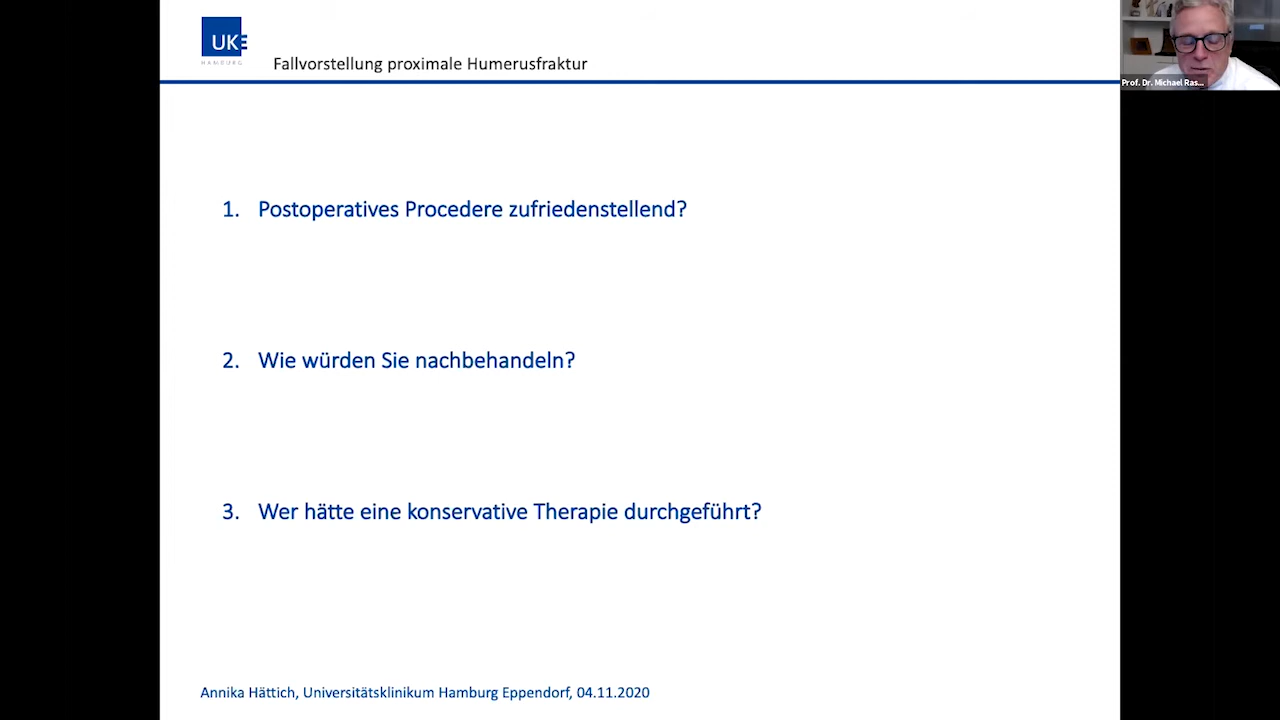 UKE
HAMBURG
Fallvorstellung proximale Humerusfraktur
Prof. Dr. Michael Ras...
1. Postoperatives Procedere zufriedenstellend?
2. Wie würden Sie nachbehandeln?
3. Wer hätte eine konservative Therapie durchgeführt?
Annika Hättich, Universitätsklinikum Hamburg Eppendorf, 04.11.2020